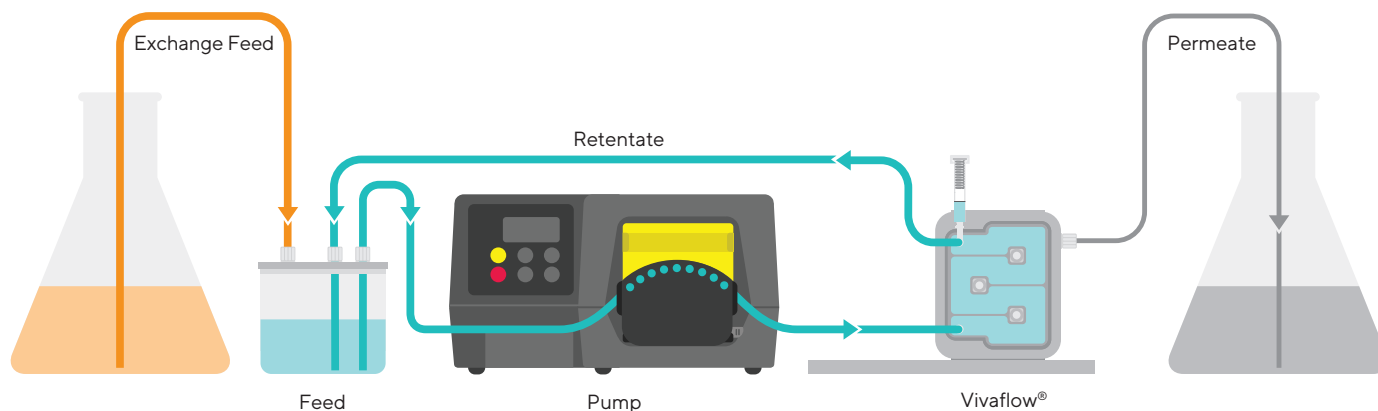 Exchange Feed
Permeate
Retentate
Feed
Pump
Vivaflow®